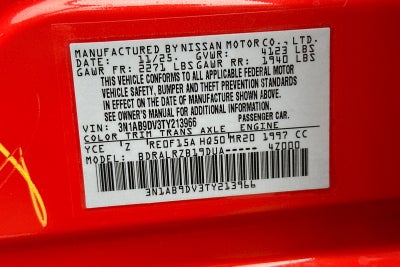 MANUFACTURED BY NISSAN MOTOR CO., LTD.
DATE: 11/25. GVWR: 4123 LBS
GAWR FR: 2271 LBS GAWR RR: 1940 LBS
THIS VEHICLE CONFORMS TO ALL APPLICABLE FEDERAL MOTOR
VEHICLE SAFETY, BUMPER AND THEFT PREVENTION STANDARDS
IN EFFECT ON THE DATE OF MANUFACTURE SHOWN ABOVE.
SEE OWNER'S MANUAL FOR ADDITIONAL INFORMATION.
VIN: 3N1AB9DV3TY213966 PASSENGER CAR.
COLOR TRIM TRANS AXLE ENGINE
YCE Z RE0F15A HQ50 MR20 1997 CC
MODEL: BDRALRZB19DUA----- 4Z000
3N1AB9DV3TY213966